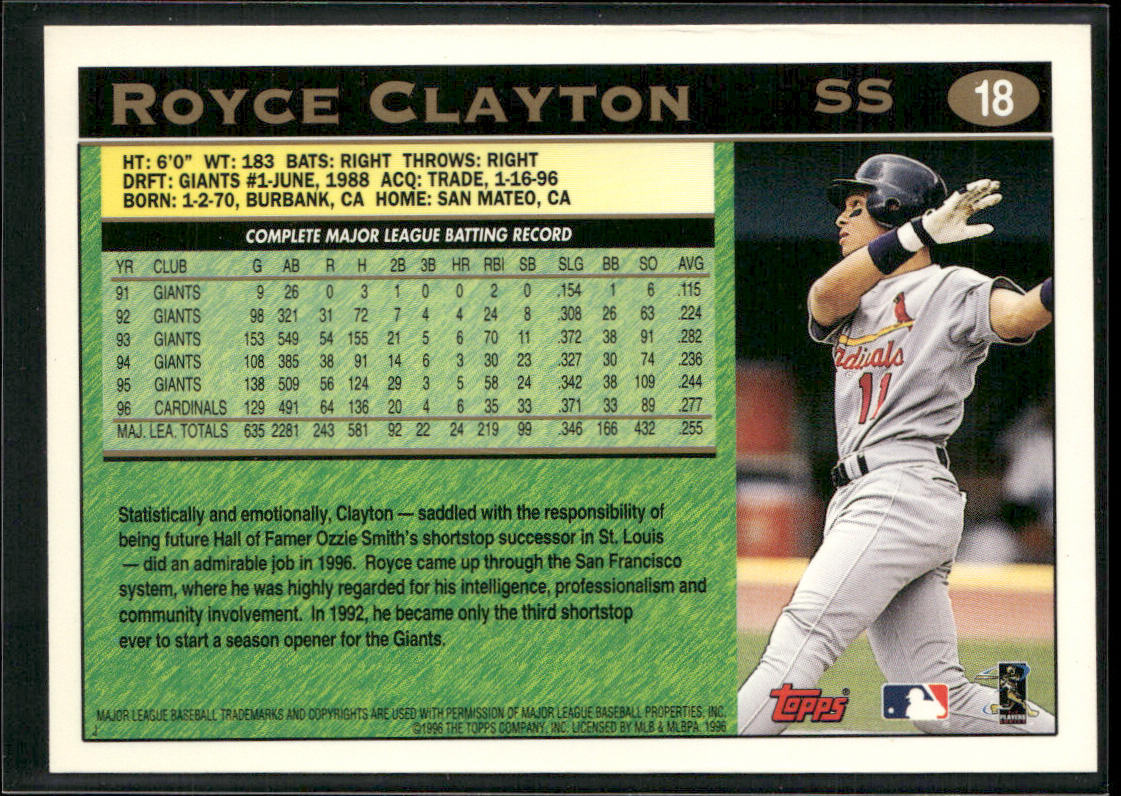 ROYCE CLAYTON SS 18
HT: 6'0" WT: 183 BATS: RIGHT THROWS: RIGHT
DRFT: GIANTS #1-JUNE, 1988 ACQ: TRADE, 1-16-96
BORN: 1-2-70, BURBANK, CA HOME: SAN MATEO, CA
COMPLETE MAJOR LEAGUE BATTING RECORD
YR CLUB G AB R H 2B 3B HR RBI SB SLG BB SO AVG
91 GIANTS 9 26 0 3 1 0 0 2 0 .154 1 6 .115
92 GIANTS 98 321 31 72 7 4 4 24 8 .308 26 63 .224
93 GIANTS 153 549 54 155 21 5 6 70 11 .372 38 91 .282
94 GIANTS 108 385 38 91 14 6 3 30 23 .327 30 74 .236
95 GIANTS 138 509 56 124 29 3 5 58 24 .342 38 109 .244
96 CARDINALS 129 491 64 136 20 4 6 35 33 .371 33 89 .277
MAJ. LEA. TOTALS 635 2281 243 581 92 22 24 219 99 .346 166 432 .255
Statistically and emotionally, Clayton — saddled with the responsibility of
being future Hall of Famer Ozzie Smith's shortstop successor in St. Louis
— did an admirable job in 1996. Royce came up through the San Francisco
system, where he was highly regarded for his intelligence, professionalism and
community involvement. In 1992, he became only the third shortstop
ever to start a season opener for the Giants.
MAJOR LEAGUE BASEBALL TRADEMARKS AND COPYRIGHTS ARE USED WITH PERMISSION OF MAJOR LEAGUE BASEBALL PROPERTIES, INC.
©1996 THE TOPPS COMPANY, INC. LICENSED BY MLB & MLBPA 1996
rdinals
11
Topps®
PLAYERS